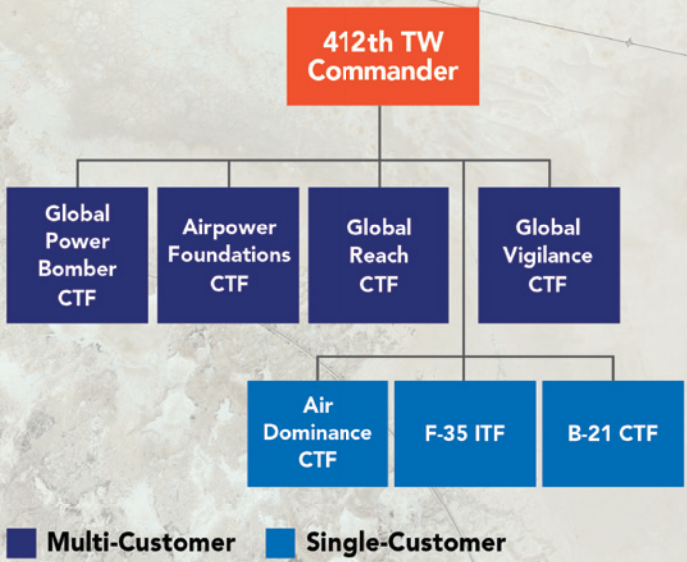 412th TW
Commander
Global
Power
Bomber
CTF
Airpower
Foundations
CTF
Global
Reach
CTF
Global
Vigilance
CTF
Air
Dominance
CTF
F-35 ITF
B-21 CTF
Multi-Customer
Single-Customer